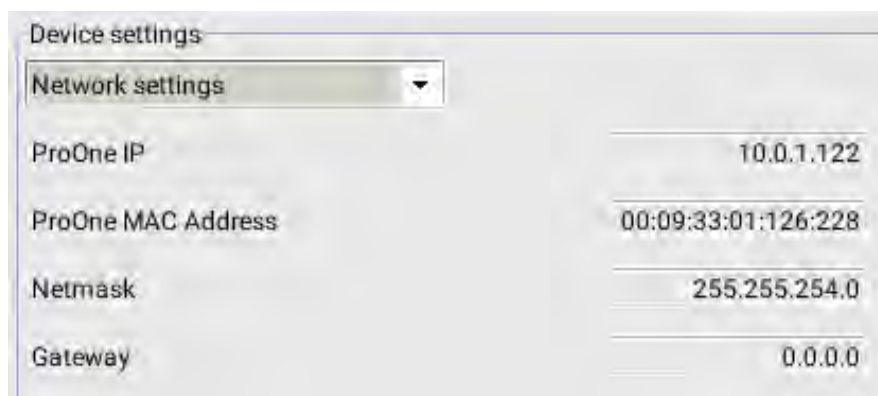 Device settings
Network settings
ProOne IP 10.0.1.122
ProOne MAC Address 00:09:33:01:126:228
Netmask 255.255.254.0
Gateway 0.0.0.0